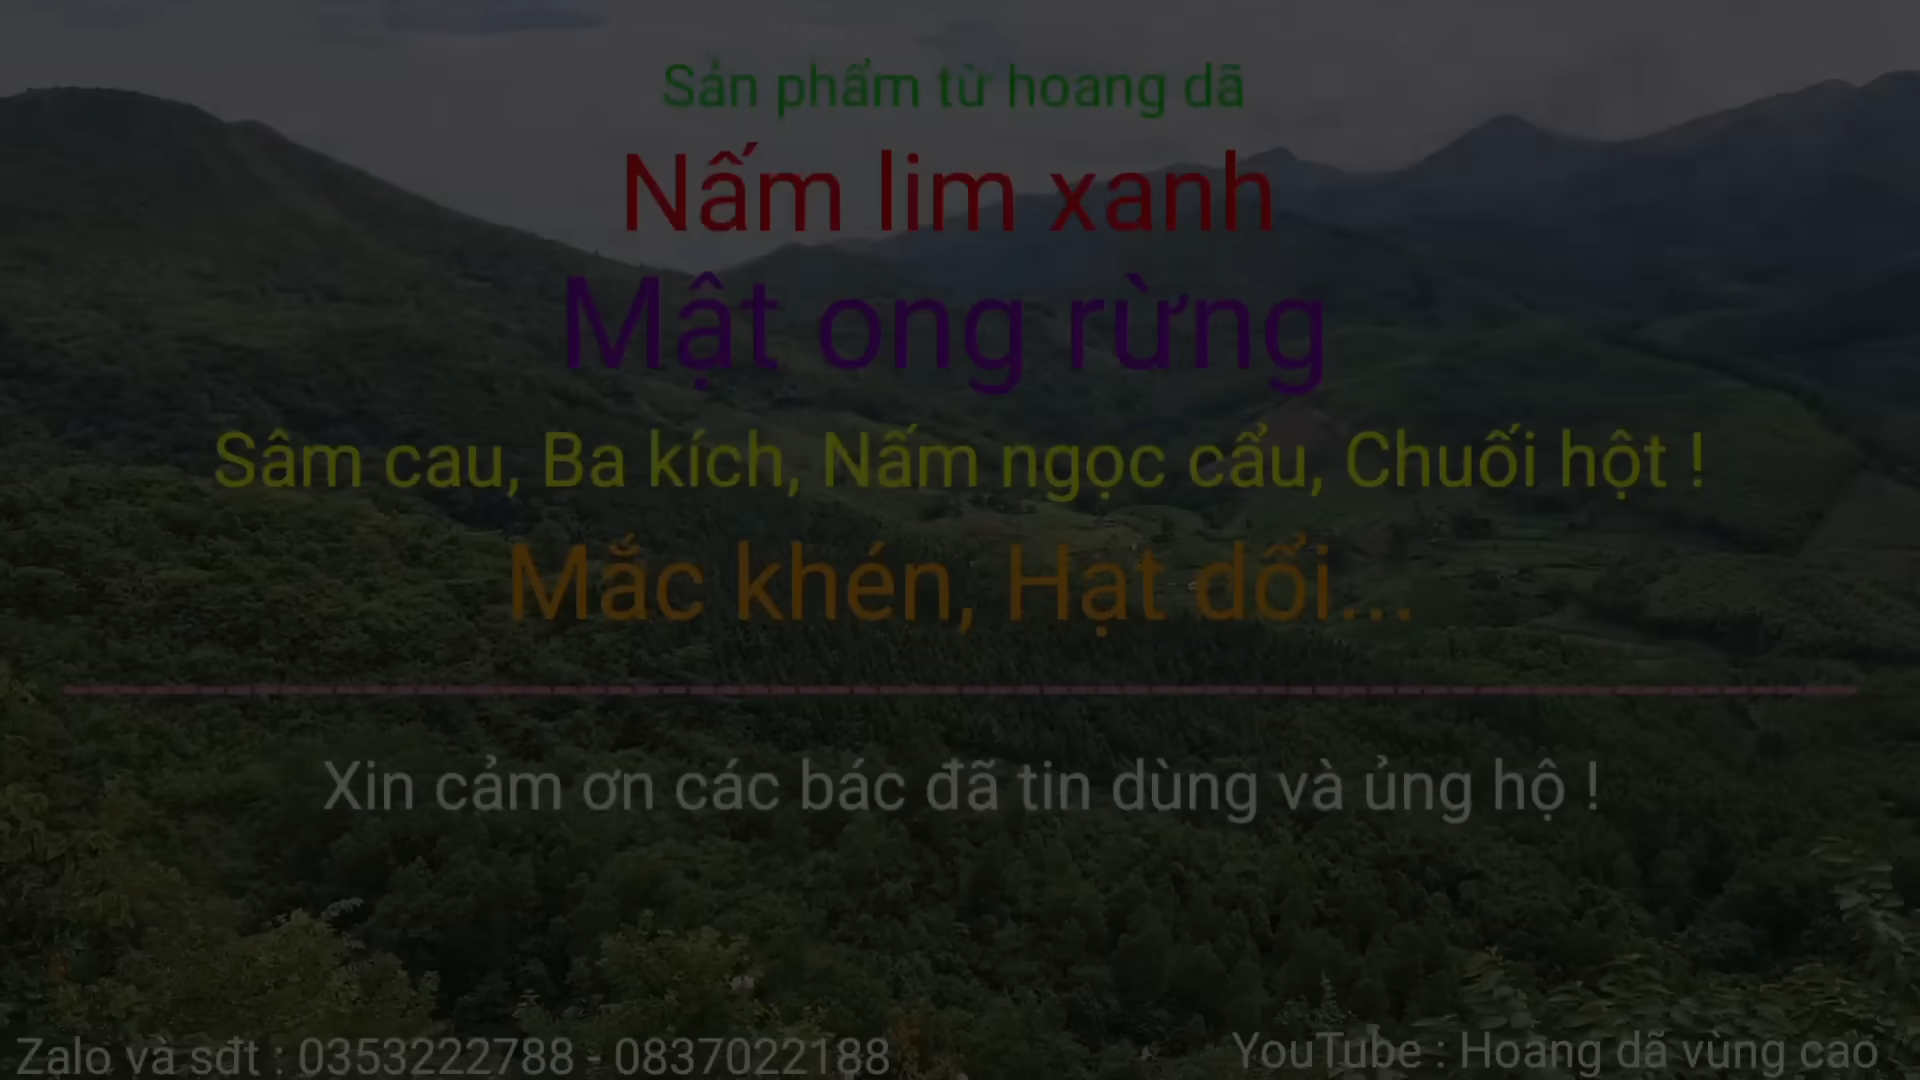 Sản phẩm từ hoang dã
Nấm lim xanh
Mật ong rừng
Sâm cau, Ba kích, Nấm ngọc cẩu, Chuối hột !
Mắc khén, Hạt dổi...
Xin cảm ơn các bác đã tin dùng và ủng hộ !
Zalo và sđt : 0353222788 - 0837022188
YouTube : Hoang dã vùng cao